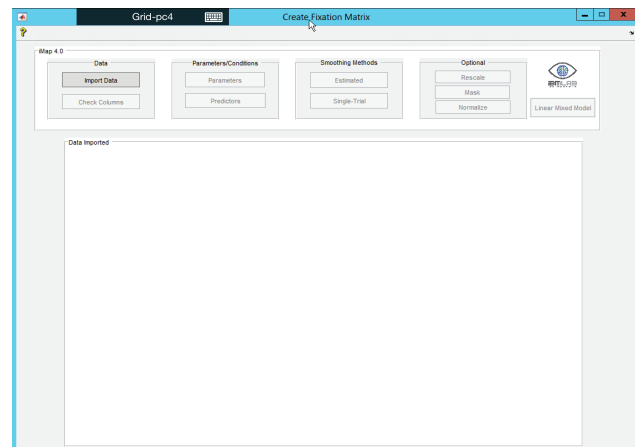 Grid-pc4
Create Fixation Matrix
iMap 4.0
Data
Import Data
Check Columns
Parameters/Conditions
Parameters
Predictors
Smoothing Methods
Estimated
Single-Trial
Optional
Rescale
Mask
Normalize
Linear Mixed Model
Data Imported